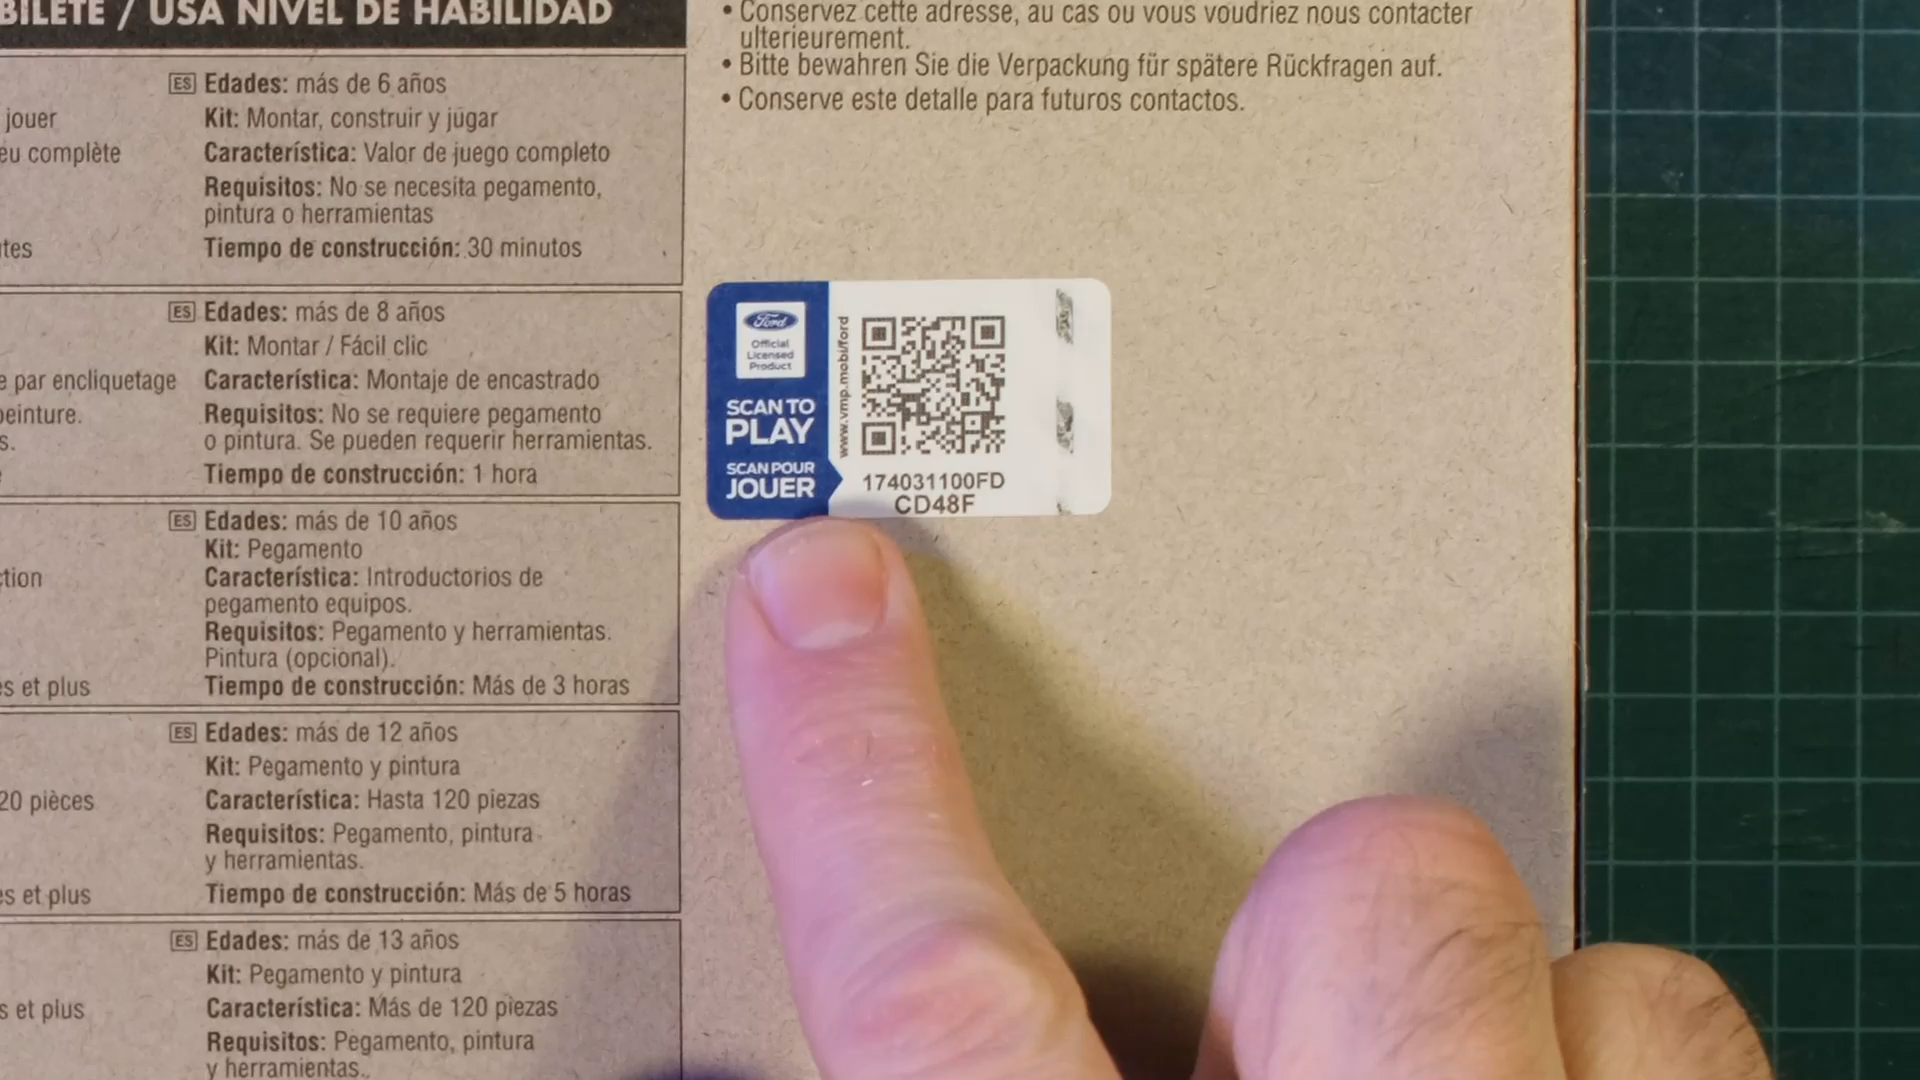 BILETE / USA NIVEL DE HABILIDAD
jouer
eu complète
utes
e par encliquetage
peinture.
s.
e
ction
es et plus
20 pièces
es et plus
s et plus
ES Edades: más de 6 años
Kit: Montar, construir y jugar
Característica: Valor de juego completo
Requisitos: No se necesita pegamento,
pintura o herramientas
Tiempo de construcción: 30 minutos
ES Edades: más de 8 años
Kit: Montar / Fácil clic
Característica: Montaje de encastrado
Requisitos: No se requiere pegamento
o pintura. Se pueden requerir herramientas.
Tiempo de construcción: 1 hora
ES Edades: más de 10 años
Kit: Pegamento
Característica: Introductorios de
pegamento equipos.
Requisitos: Pegamento y herramientas.
Pintura (opcional).
Tiempo de construcción: Más de 3 horas
ES Edades: más de 12 años
Kit: Pegamento y pintura
Característica: Hasta 120 piezas
Requisitos: Pegamento, pintura
y herramientas.
Tiempo de construcción: Más de 5 horas
ES Edades: más de 13 años
Kit: Pegamento y pintura
Característica: Más de 120 piezas
Requisitos: Pegamento, pintura
y herramientas.
• Conservez cette adresse, au cas ou vous voudriez nous contacter
ulterieurement.
• Bitte bewahren Sie die Verpackung für spätere Rückfragen auf.
• Conserve este detalle para futuros contactos.
Ford
Official
Licensed
Product
SCAN TO
PLAY
SCAN POUR
JOUER
www.vmp.mobi/ford
174031100FD
CD48F